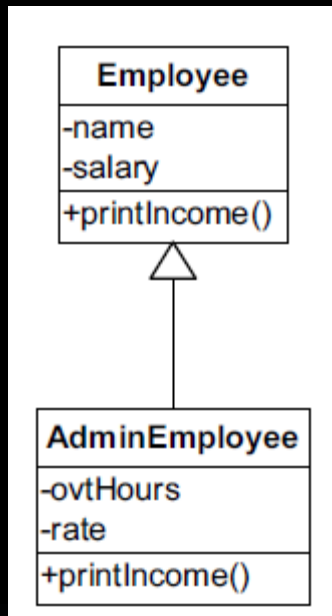 Employee
-name
-salary
+printIncome()
AdminEmployee
-ovtHours
-rate
+printIncome()